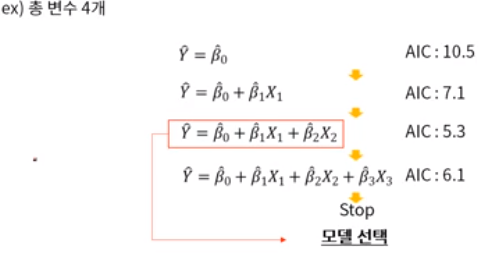 ex) 총 변수 4개
Ŷ = β̂₀ AIC : 10.5
Ŷ = β̂₀ + β̂₁X₁ AIC : 7.1
Ŷ = β̂₀ + β̂₁X₁ + β̂₂X₂ AIC : 5.3
Ŷ = β̂₀ + β̂₁X₁ + β̂₂X₂ + β̂₃X₃ AIC : 6.1
Stop
모델 선택